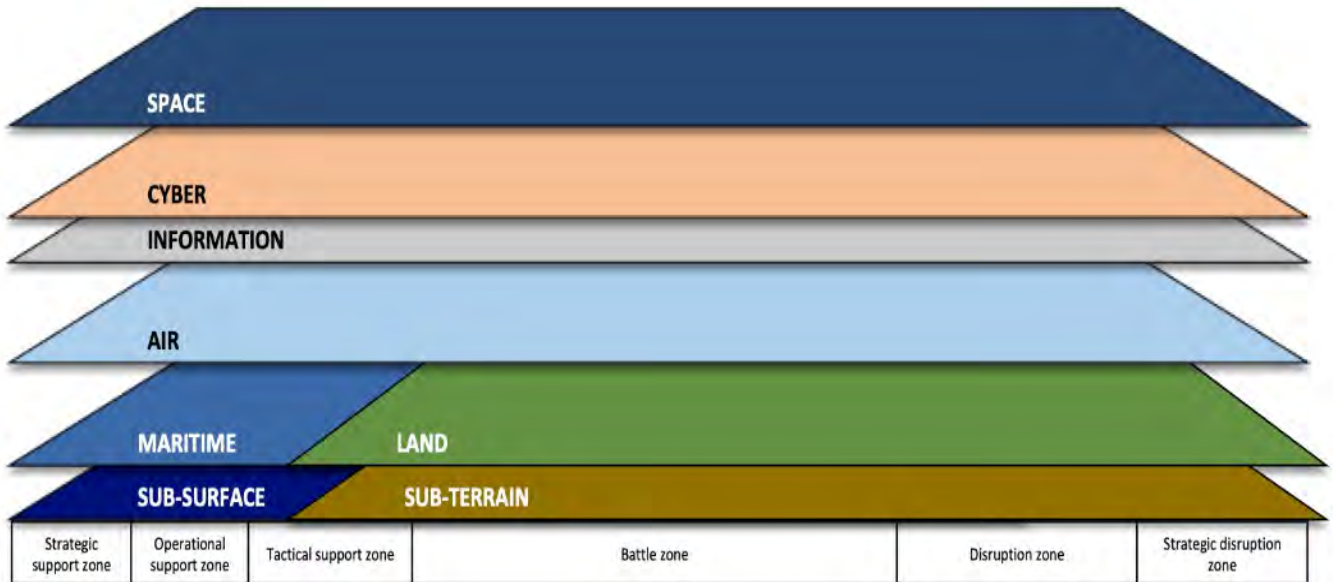 SPACE
CYBER
INFORMATION
AIR
MARITIME LAND
SUB-SURFACE SUB-TERRAIN
Strategic
support zone
Operational
support zone
Tactical support zone
Battle zone
Disruption zone
Strategic disruption
zone